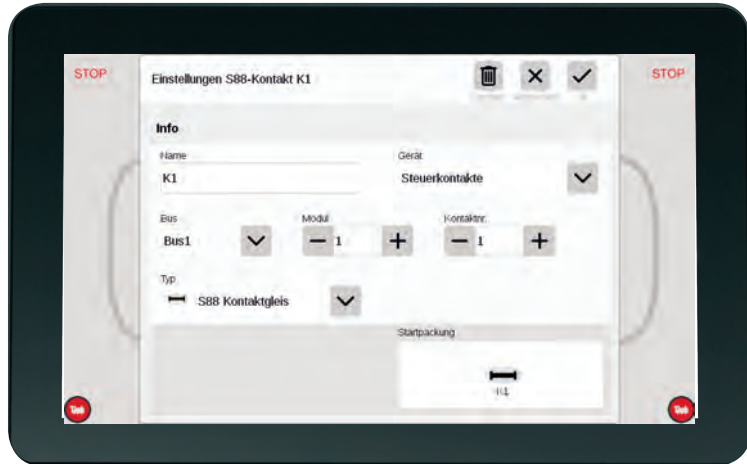 STOP
Einstellungen S88-Kontakt K1
STOP
Info
Name
Gerät
K1
Steuerkontakte
Bus
Modul
Kontaktnr.
Bus1
1
1
Typ
S88 Kontaktgleis
Startpackung
K1